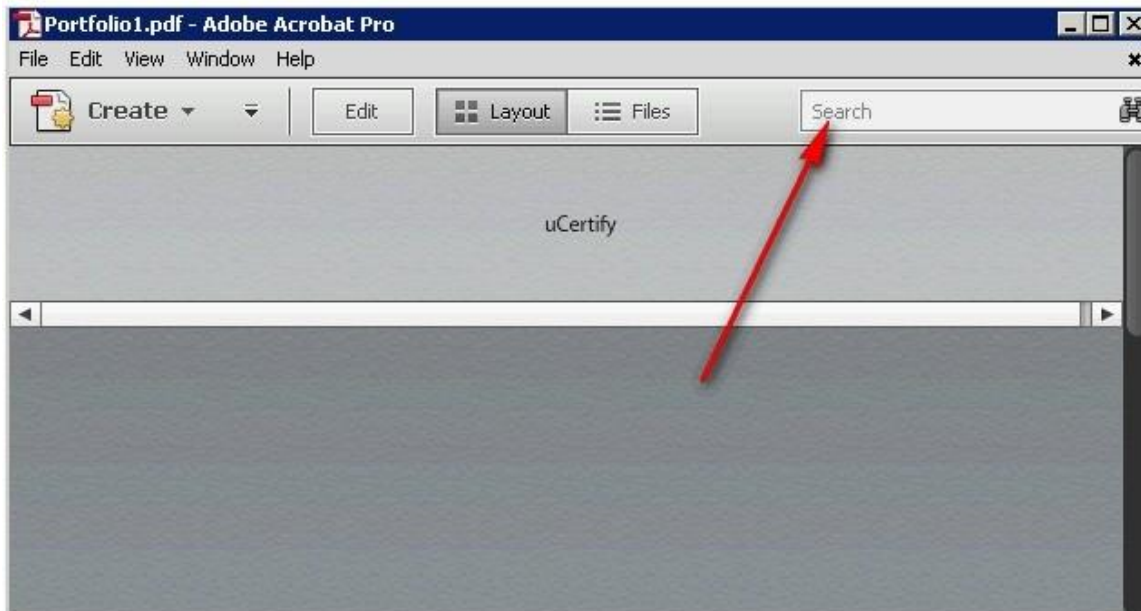 Portfolio1.pdf - Adobe Acrobat Pro
File Edit View Window Help
Create Edit Layout Files Search
uCertify